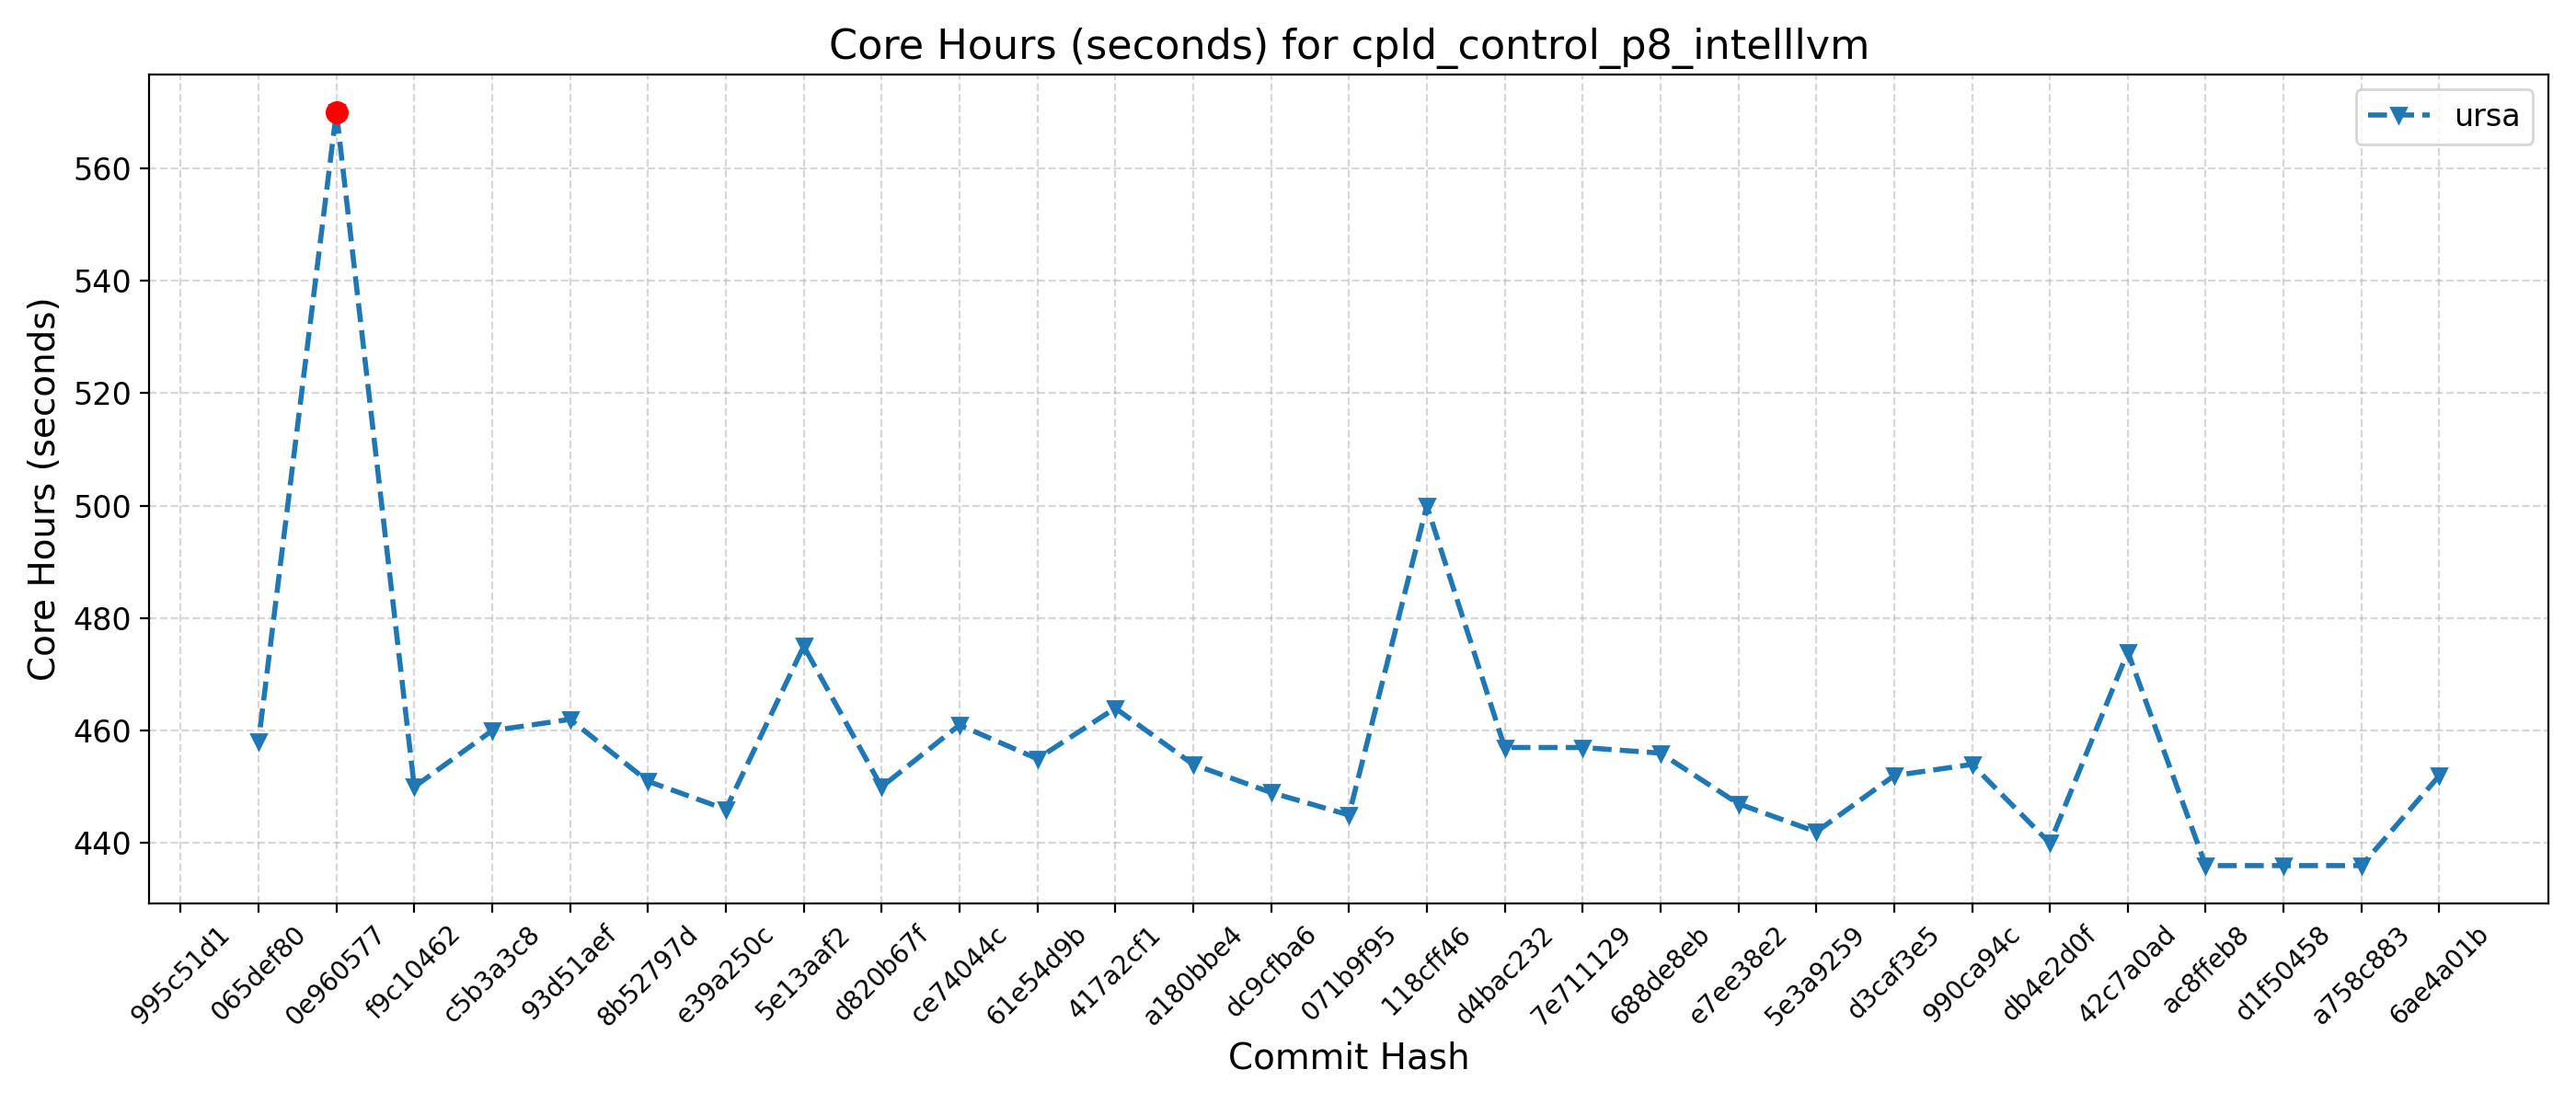 Core Hours (seconds) for cpld_control_p8_intelllvm
ursa
Core Hours (seconds)
560
540
520
500
480
460
440
995c51d1
065def80
0e960577
f9c10462
c5b3a3c8
93d51aef
8b52797d
e39a250c
5e13aaf2
d820b67f
ce74044c
61e54d9b
417a2cf1
a180bbe4
dc9cfba6
071b9f95
118cff46
d4bac232
7e711129
688de8eb
e7ee38e2
5e3a9259
d3caf3e5
990ca94c
db4e2d0f
42c7a0ad
ac8ffeb8
d1f50458
a758c883
6ae4a01b
Commit Hash